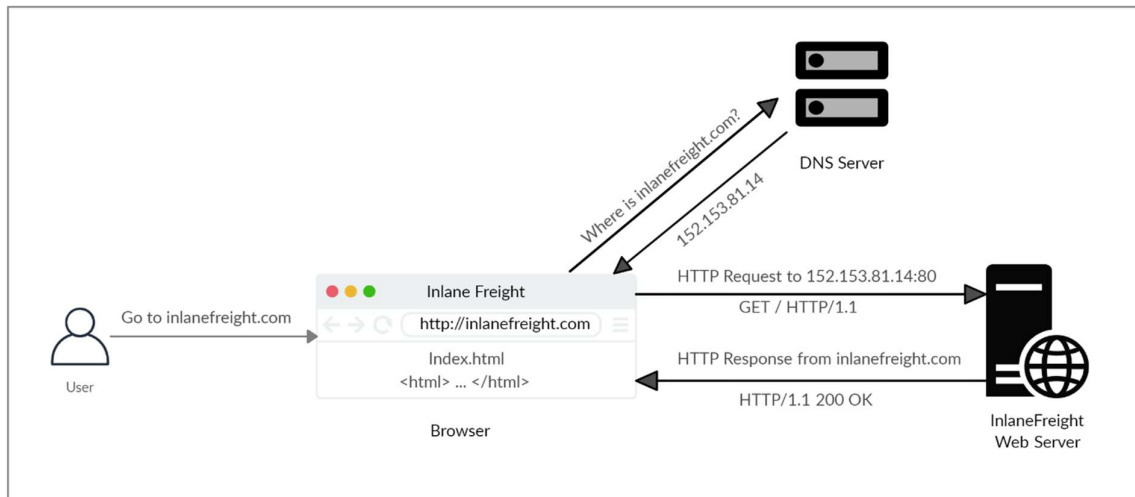 Where is inlanefreight.com?
152.153.81.14
DNS Server
Go to inlanefreight.com
User
Inlane Freight
http://inlanefreight.com
Index.html
<html> ... </html>
Browser
HTTP Request to 152.153.81.14:80
GET / HTTP/1.1
HTTP Response from inlanefreight.com
HTTP/1.1 200 OK
InlaneFreight
Web Server